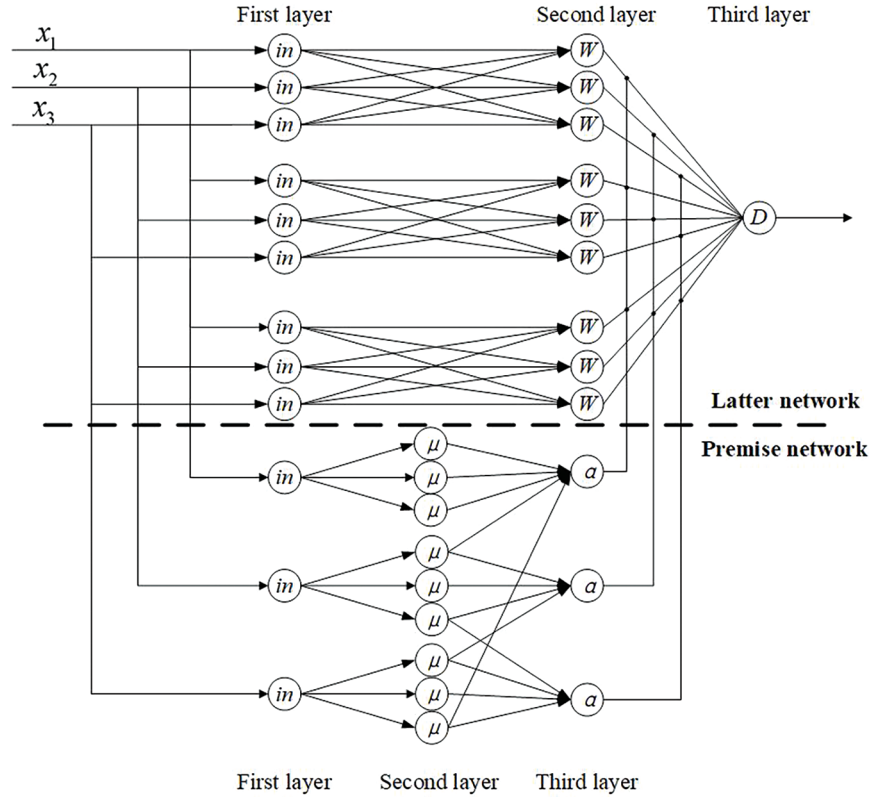 First layer Second layer Third layer
x₁ in W
x₂ in W
x₃ in W
in W
in W D
in W
in W
in W
in W
Latter network
Premise network
μ
in μ a
μ
μ
in μ a
μ
μ
in μ a
μ
First layer Second layer Third layer